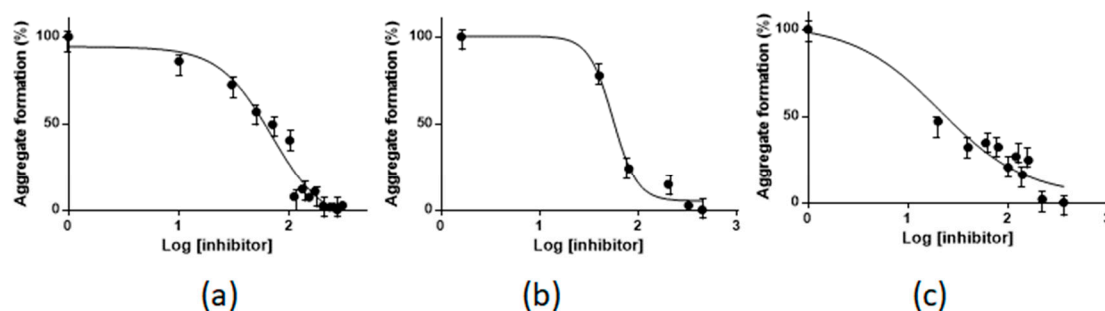 Aggregate formation (%)
100
50
0
0
1
2
Log [inhibitor]
(a)
Aggregate formation (%)
100
50
0
0
1
2
3
Log [inhibitor]
(b)
Aggregate formation (%)
100
50
0
0
1
2
3
Log [inhibitor]
(c)